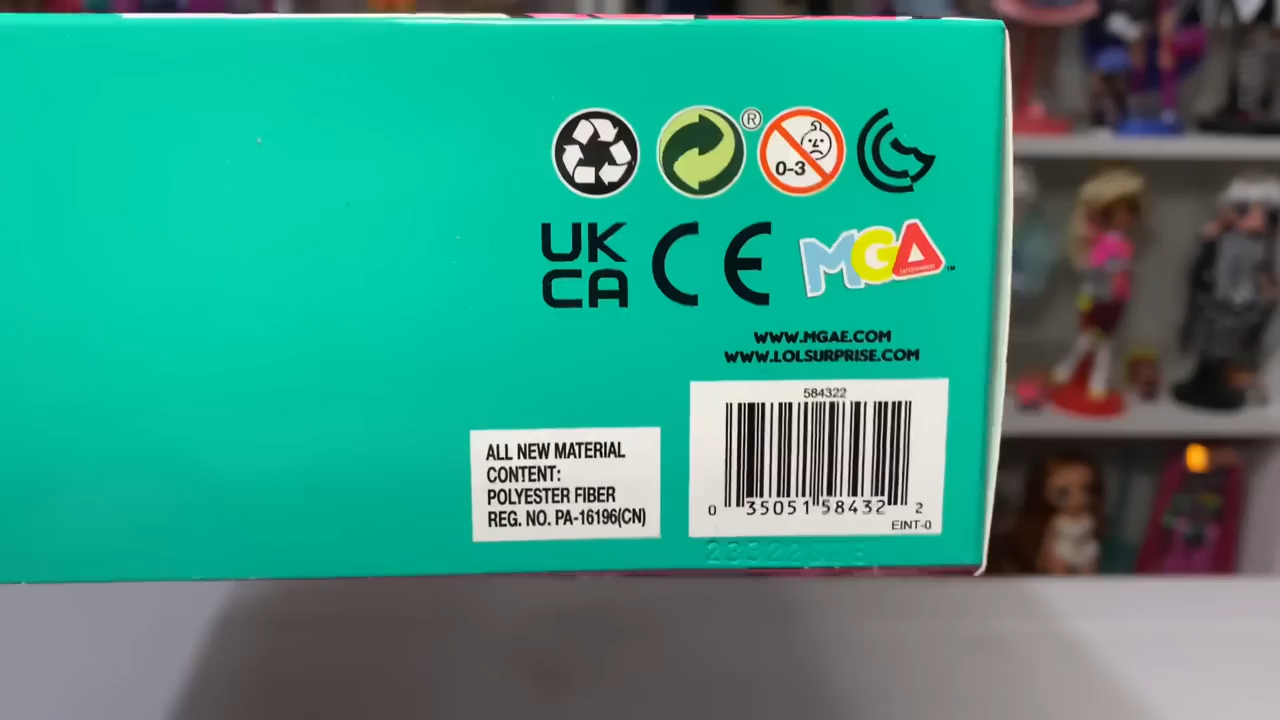 ®
0-3
UK
CA
CE
MGA
™
WWW.MGAE.COM
WWW.LOLSURPRISE.COM
584322
ALL NEW MATERIAL
CONTENT:
POLYESTER FIBER
REG. NO. PA-16196(CN)
0 35051 58432 2
EINT-0